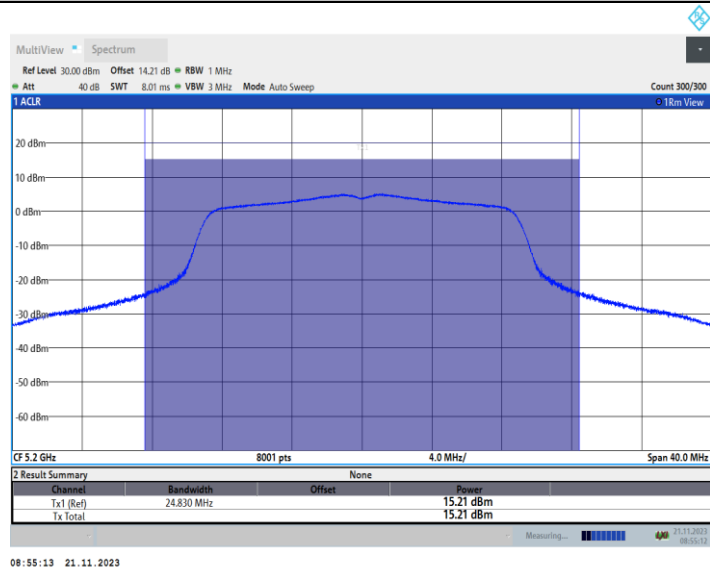 MultiView Spectrum
Ref Level 30.00 dBm Offset 14.21 dB RBW 1 MHz
Att 40 dB SWT 8.01 ms VBW 3 MHz Mode Auto Sweep Count 300/300
1 ACLR 1Rm View
20 dBm
10 dBm
0 dBm
-10 dBm
-20 dBm
-30 dBm
-40 dBm
-50 dBm
-60 dBm
CF 5.2 GHz 8001 pts 4.0 MHz/ Span 40.0 MHz
2 Result Summary None
Channel Bandwidth Offset Power
Tx1 (Ref) 24.830 MHz 15.21 dBm
Tx Total 15.21 dBm
Measuring... 21.11.2023
08:55:12
08:55:13 21.11.2023